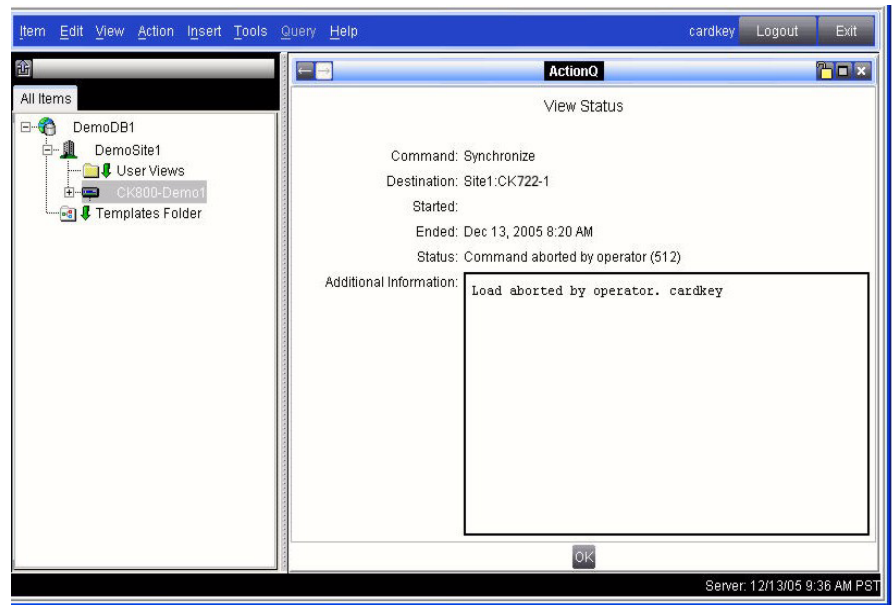 Item Edit View Action Insert Tools Query Help cardkey Logout Exit
ActionQ
All Items
DemoDB1
DemoSite1
User Views
CK800-Demo1
Templates Folder
View Status
Command: Synchronize
Destination: Site1:CK722-1
Started:
Ended: Dec 13, 2005 8:20 AM
Status: Command aborted by operator (512)
Additional Information:
Load aborted by operator. cardkey
OK
Server: 12/13/05 9:36 AM PST